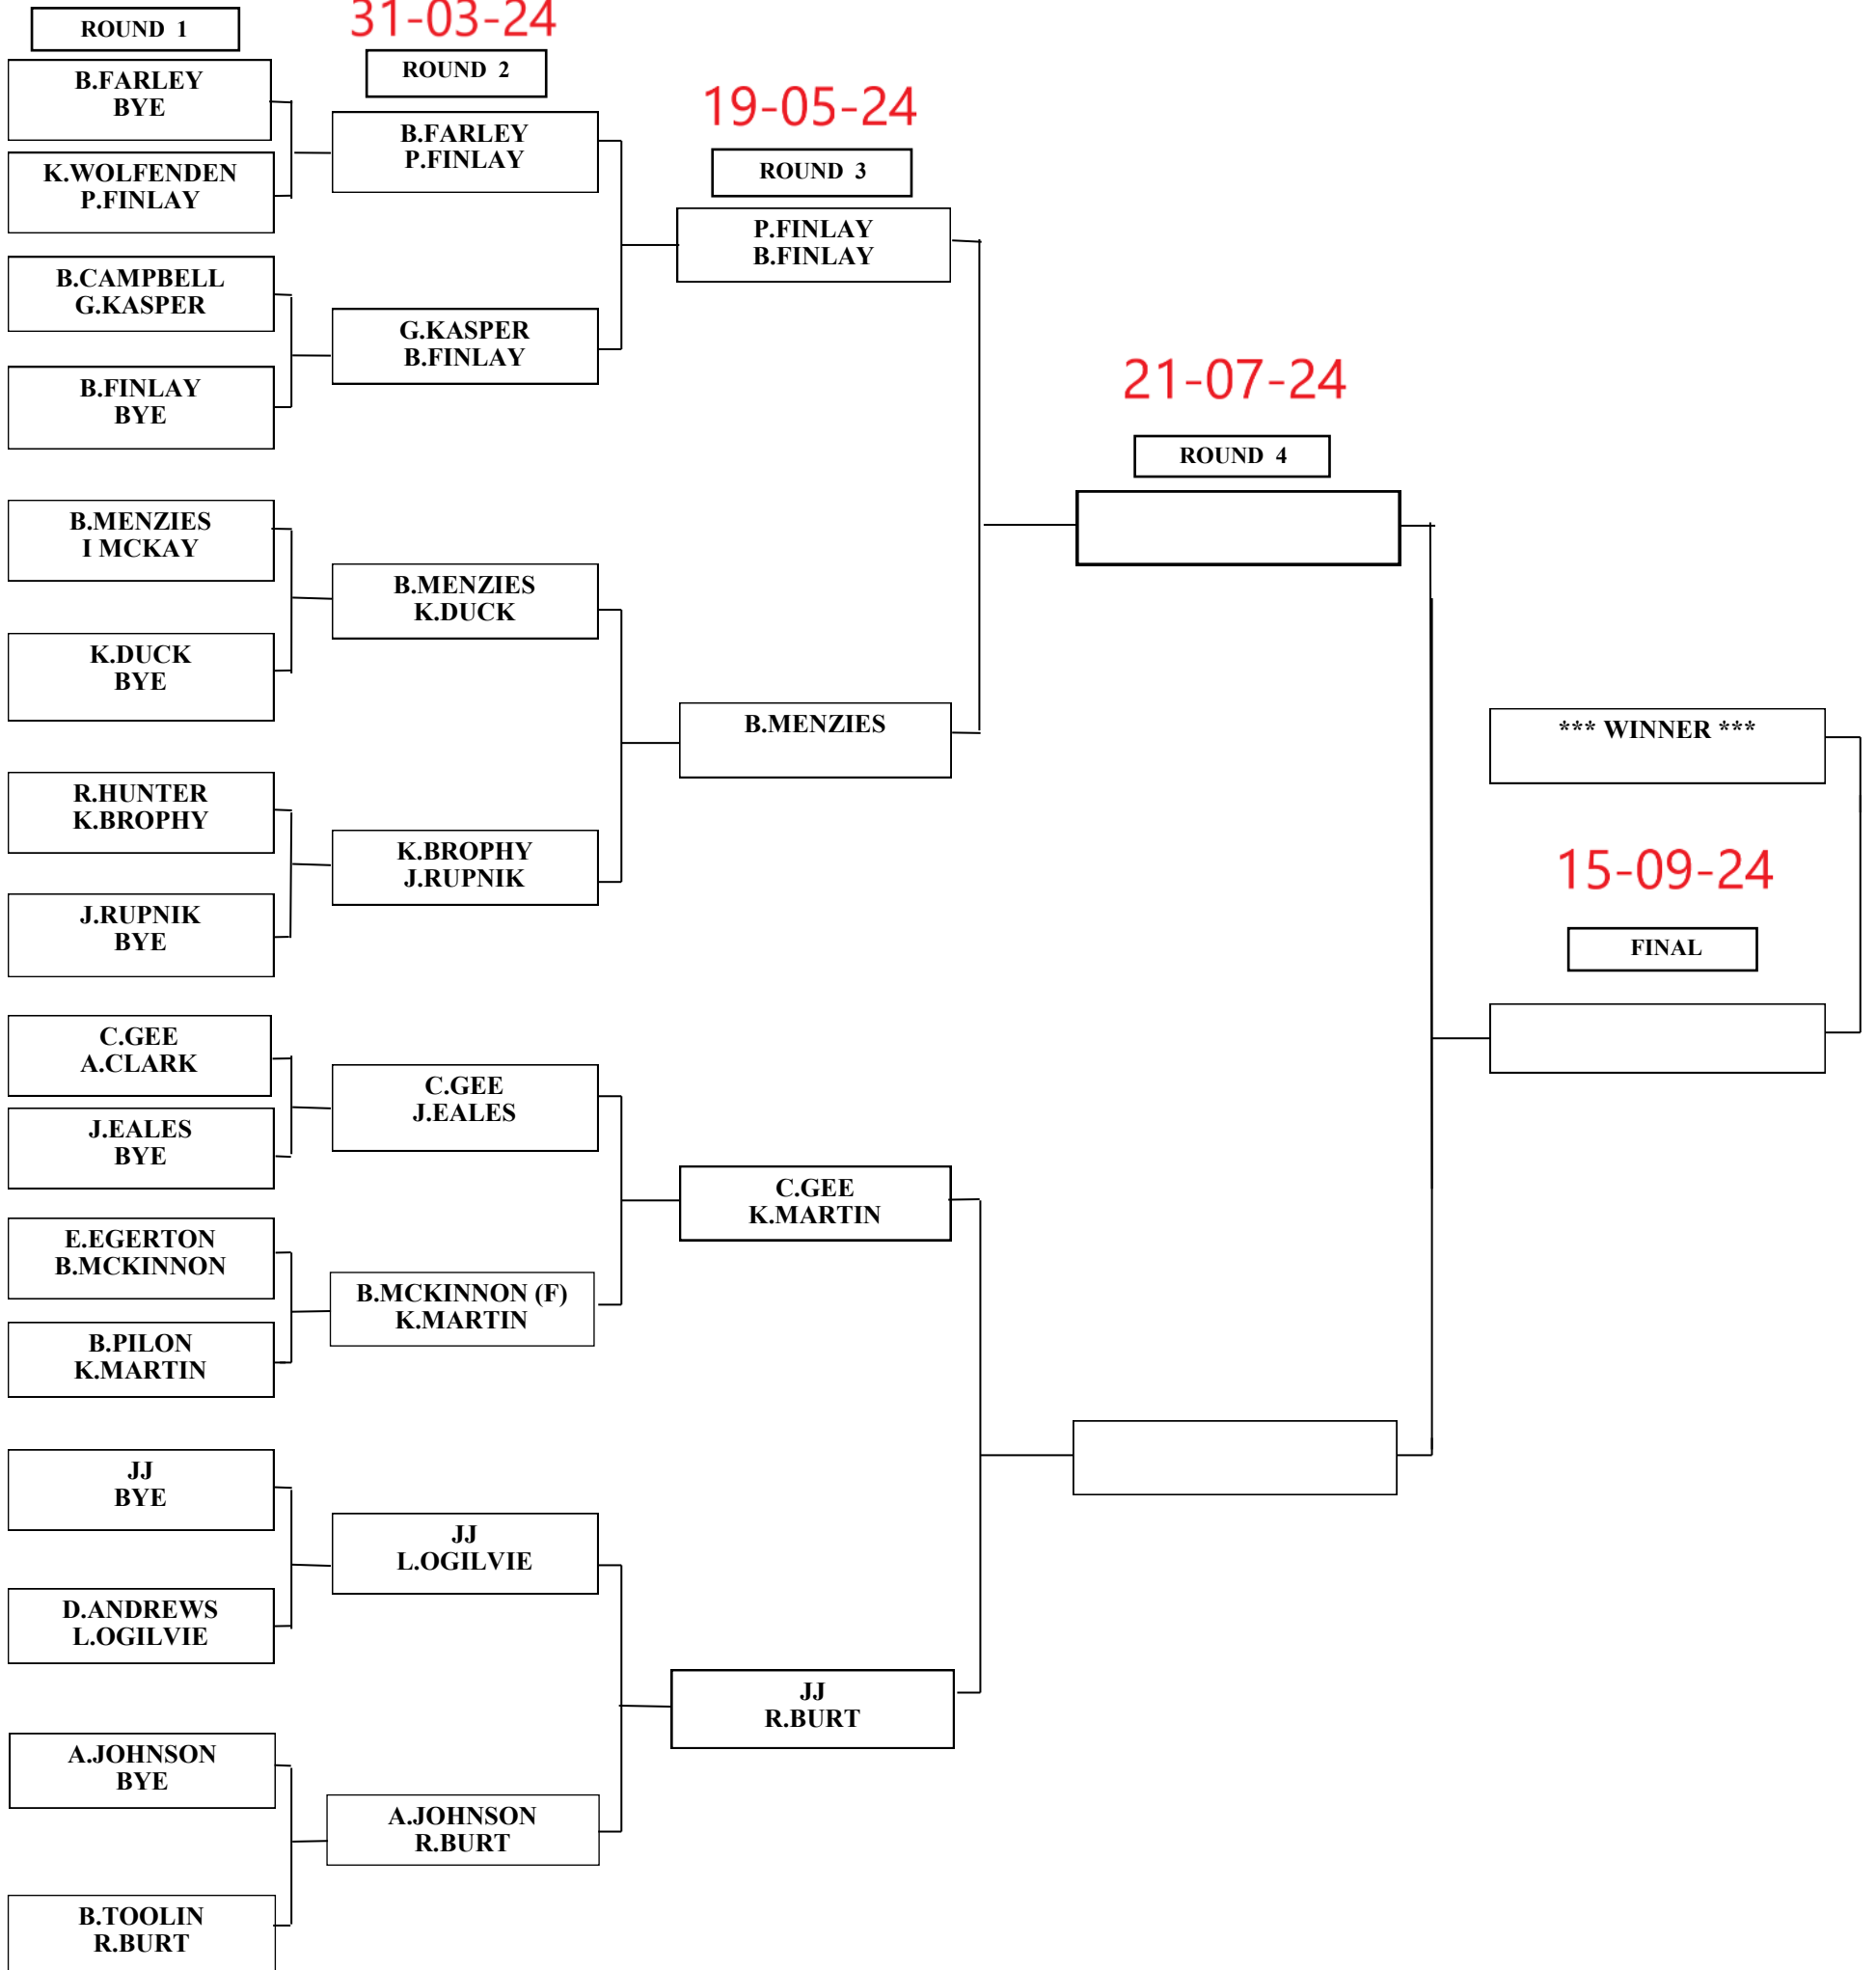 ROUND 1
B.FARLEY
BYE
K.WOLFENDEN
P.FINLAY
B.CAMPBELL
G.KASPER
B.FINLAY
BYE
B.MENZIES
I MCKAY
K.DUCK
BYE
R.HUNTER
K.BROPHY
J.RUPNIK
BYE
C.GEE
A.CLARK
J.EALES
BYE
E.EGERTON
B.MCKINNON
B.PILON
K.MARTIN
JJ
BYE
D.ANDREWS
L.OGILVIE
A.JOHNSON
BYE
B.TOOLIN
R.BURT
31-03-24
ROUND 2
B.FARLEY
P.FINLAY
G.KASPER
B.FINLAY
B.MENZIES
K.DUCK
K.BROPHY
J.RUPNIK
C.GEE
J.EALES
B.MCKINNON (F)
K.MARTIN
JJ
L.OGILVIE
A.JOHNSON
R.BURT
19-05-24
ROUND 3
P.FINLAY
B.FINLAY
B.MENZIES
C.GEE
K.MARTIN
JJ
R.BURT
21-07-24
ROUND 4
*** WINNER ***
15-09-24
FINAL